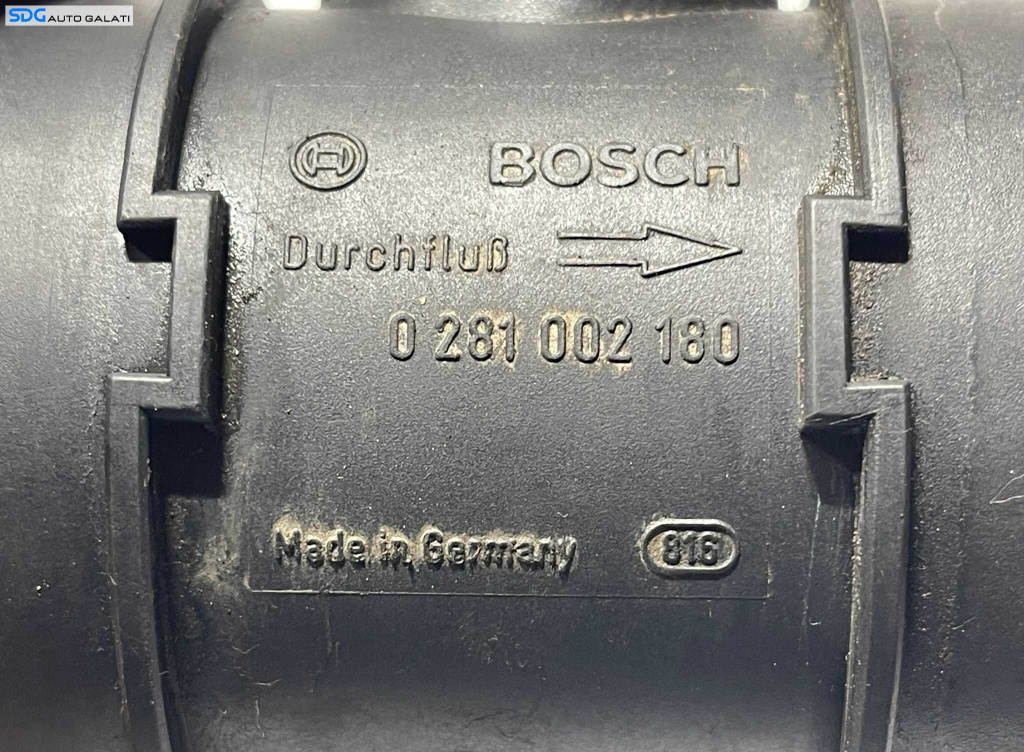 SDG AUTO GALATI
BOSCH
Durchfluß
0 281 002 180
Made in Germany 816